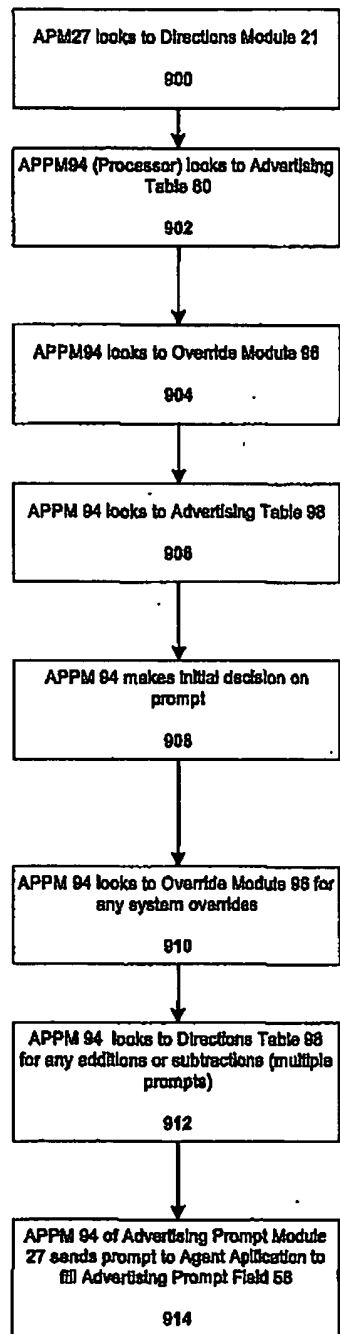 APM27 looks to Directions Module 21
900
APPM94 (Processor) looks to Advertising
Table 80
902
APPM94 looks to Override Module 96
904
APPM 94 looks to Advertising Table 98
906
APPM 94 makes initial decision on
prompt
908
APPM 94 looks to Override Module 96 for
any system overrides
910
APPM 94 looks to Directions Table 98
for any additions or subtractions (multiple
prompts)
912
APPM 94 of Advertising Prompt Module
27 sends prompt to Agent Apllication to
fill Advertising Prompt Field 58
914